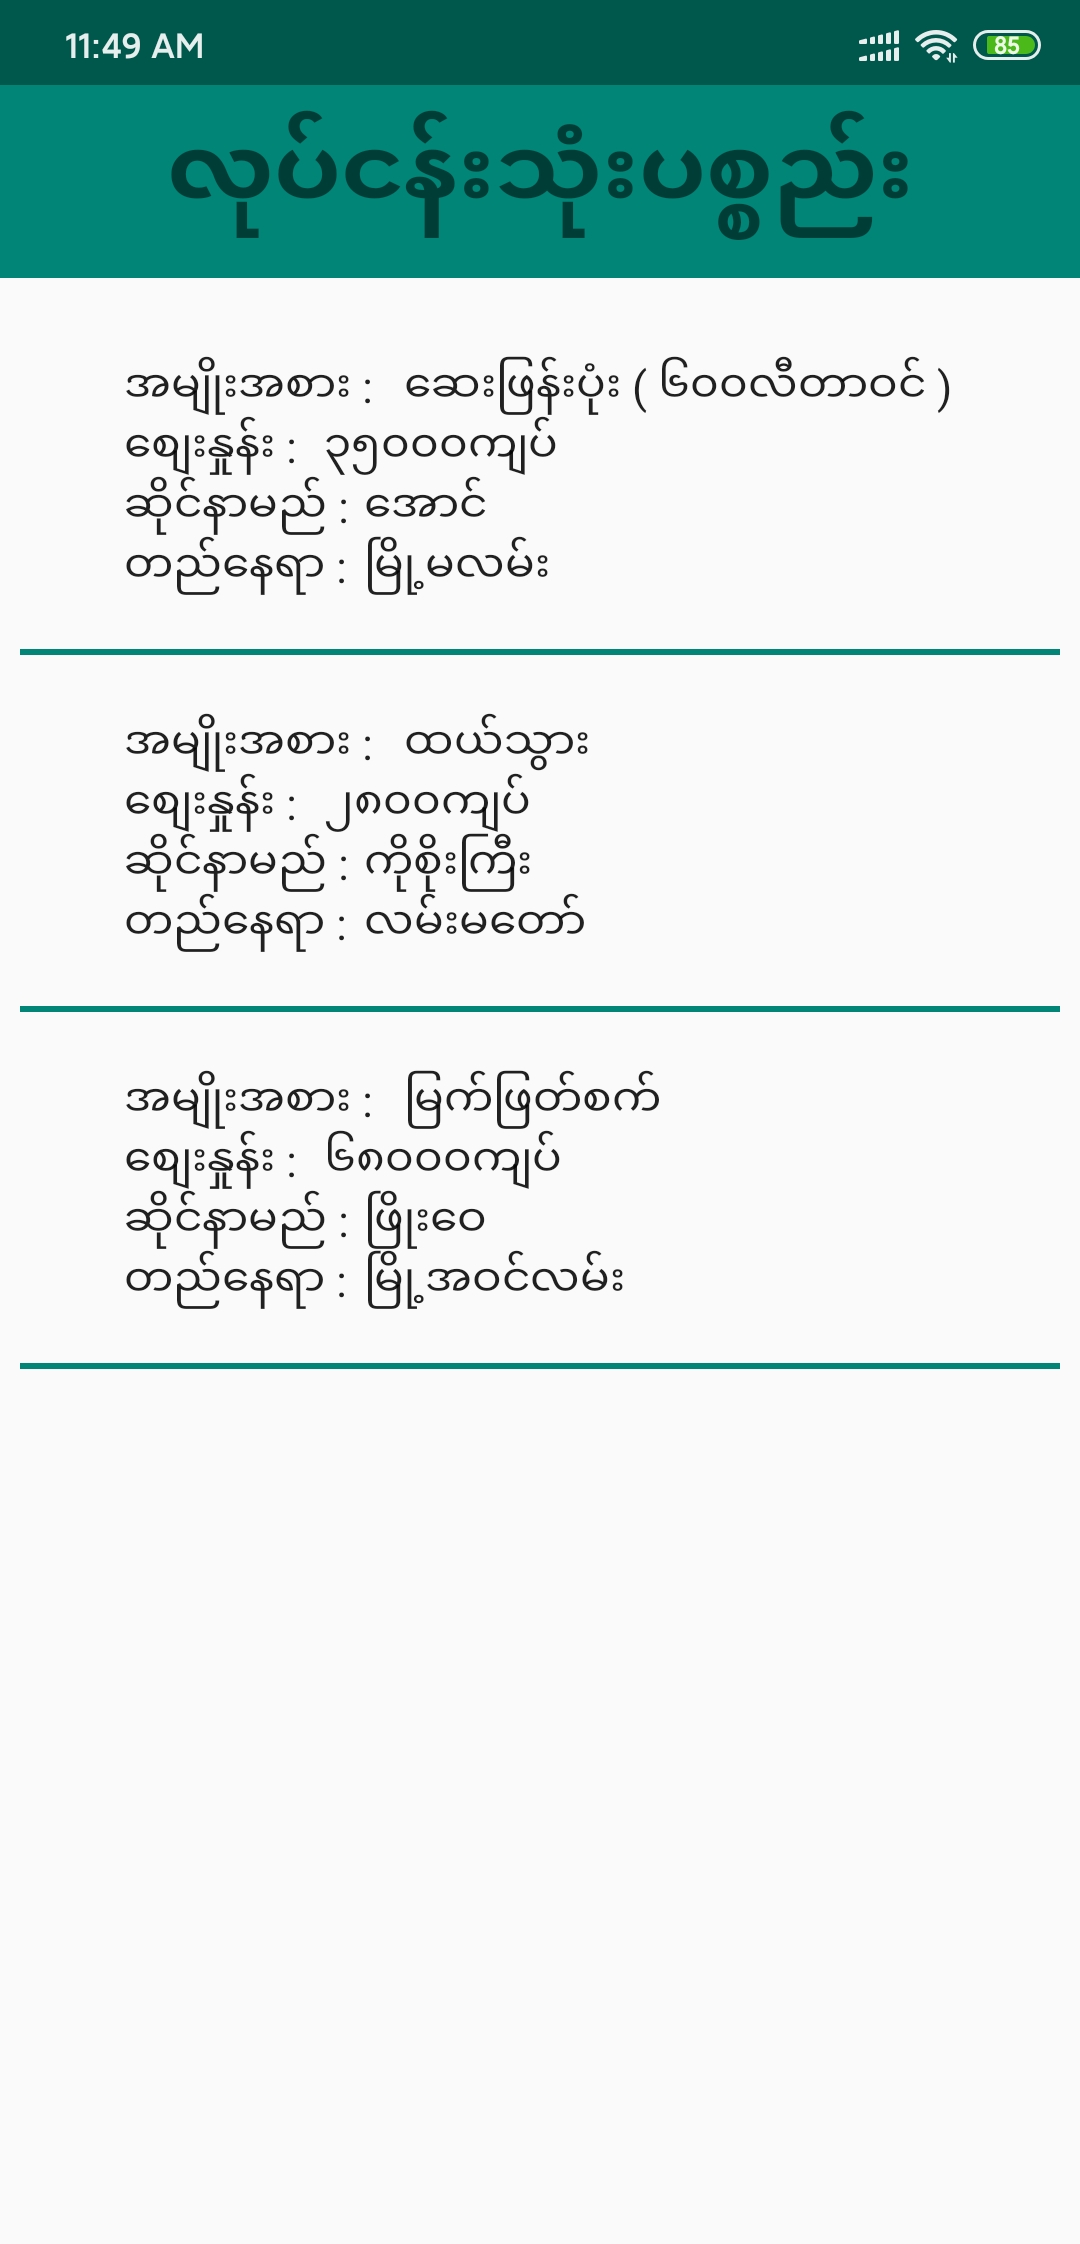 11:49 AM
85
လုပ်ငန်းသုံးပစ္စည်း
အမျိုးအစား : ဆေးဖြန်းပုံး ( ၆၀၀လီတာဝင် )
ဈေးနှုန်း : ၃၅၀၀၀ကျပ်
ဆိုင်နာမည် : အောင်
တည်နေရာ : မြို့မလမ်း
အမျိုးအစား : ထယ်သွား
ဈေးနှုန်း : ၂၈၀၀ကျပ်
ဆိုင်နာမည် : ကိုစိုးကြီး
တည်နေရာ : လမ်းမတော်
အမျိုးအစား : မြက်ဖြတ်စက်
ဈေးနှုန်း : ၆၈၀၀၀ကျပ်
ဆိုင်နာမည် : ဖြိုးဝေ
တည်နေရာ : မြို့အဝင်လမ်း